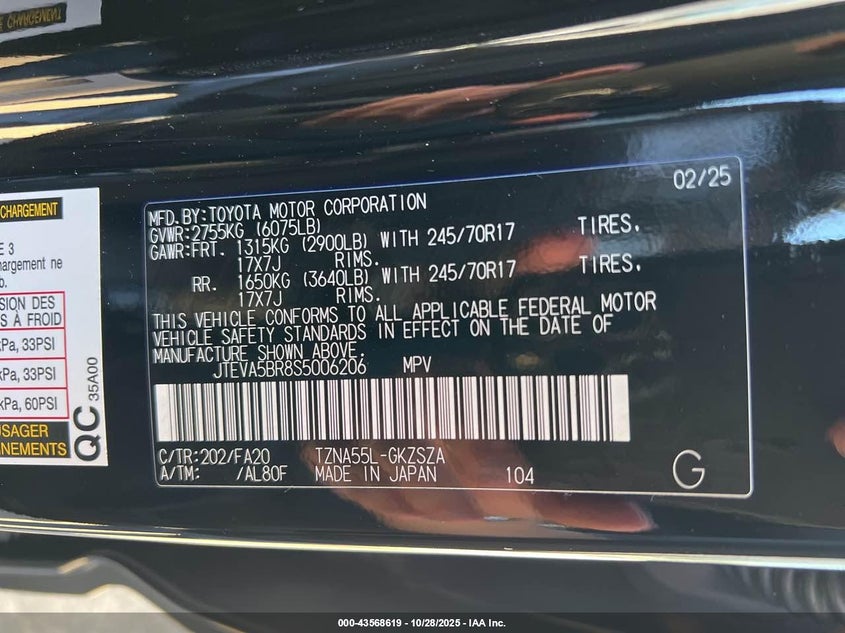 E CHARGEMENT
CHARGEMENT
E 3
hargement ne
b.
SION DES
S À FROID
kPa, 33PSI
kPa, 33PSI
kPa, 60PSI
USAGER
GNEMENTS
QC
35A00
02/25
MFD.BY:TOYOTA MOTOR CORPORATION
GVWR:2755KG (6075LB)
GAWR:FRT. 1315KG (2900LB) WITH 245/70R17 TIRES,
17X7J RIMS.
RR. 1650KG (3640LB) WITH 245/70R17 TIRES,
17X7J RIMS.
THIS VEHICLE CONFORMS TO ALL APPLICABLE FEDERAL MOTOR
VEHICLE SAFETY STANDARDS IN EFFECT ON THE DATE OF
MANUFACTURE SHOWN ABOVE.
JTEVA5BR8S5006206 MPV
C/TR:202/FA20 TZNA55L-GKZSZA
A/TM: /AL80F MADE IN JAPAN 104
G
000-43568619 - 10/28/2025 - IAA Inc.